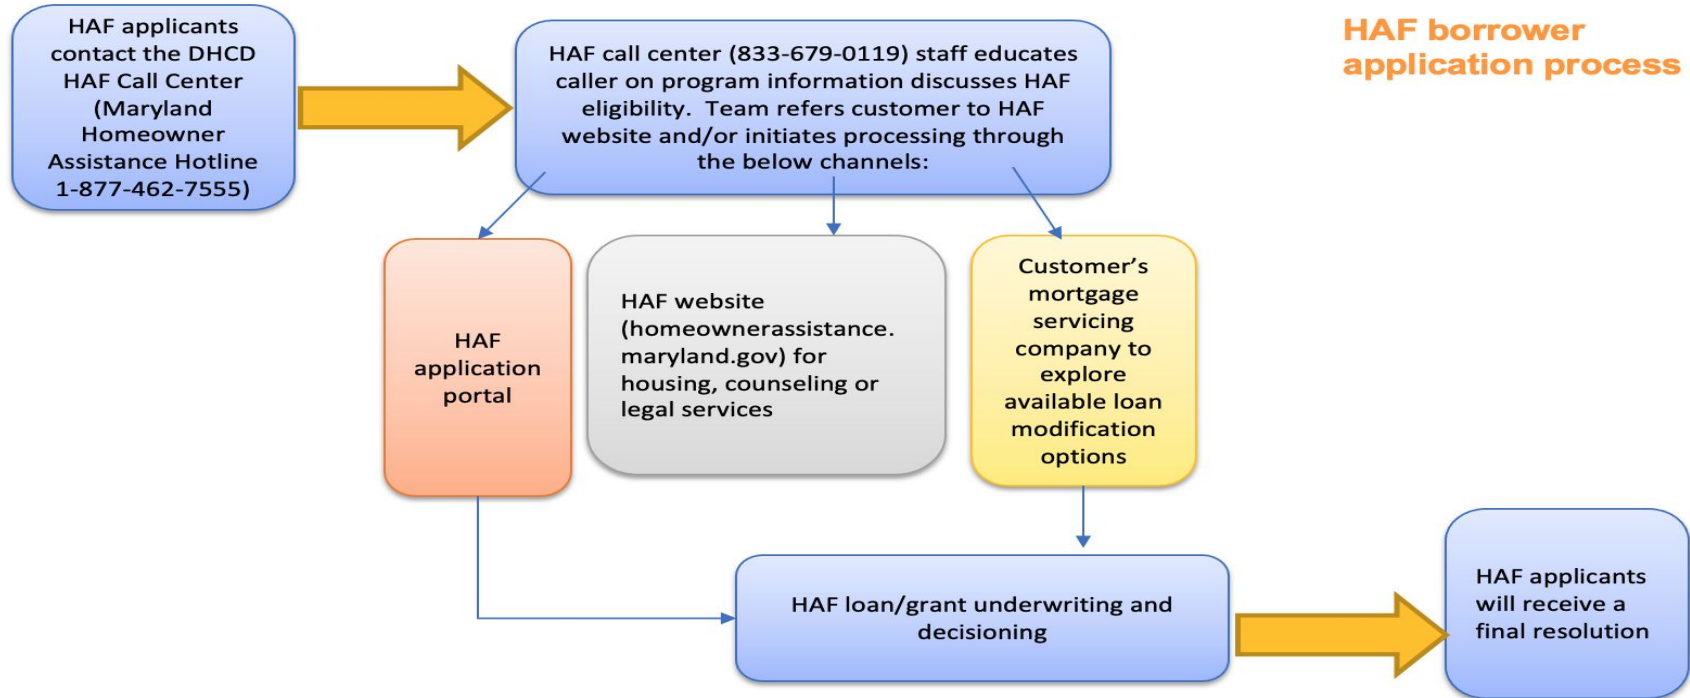 HAF borrower
application process
HAF applicants
contact the DHCD
HAF Call Center
(Maryland
Homeowner
Assistance Hotline
1-877-462-7555)
HAF call center (833-679-0119) staff educates
caller on program information discusses HAF
eligibility.  Team refers customer to HAF
website and/or initiates processing through
the below channels:
HAF
application
portal
HAF website
(homeownerassistance.
maryland.gov) for
housing, counseling or
legal services
Customer’s
mortgage
servicing
company to
explore
available loan
modification
options
HAF loan/grant underwriting and
decisioning
HAF applicants
will receive a
final resolution